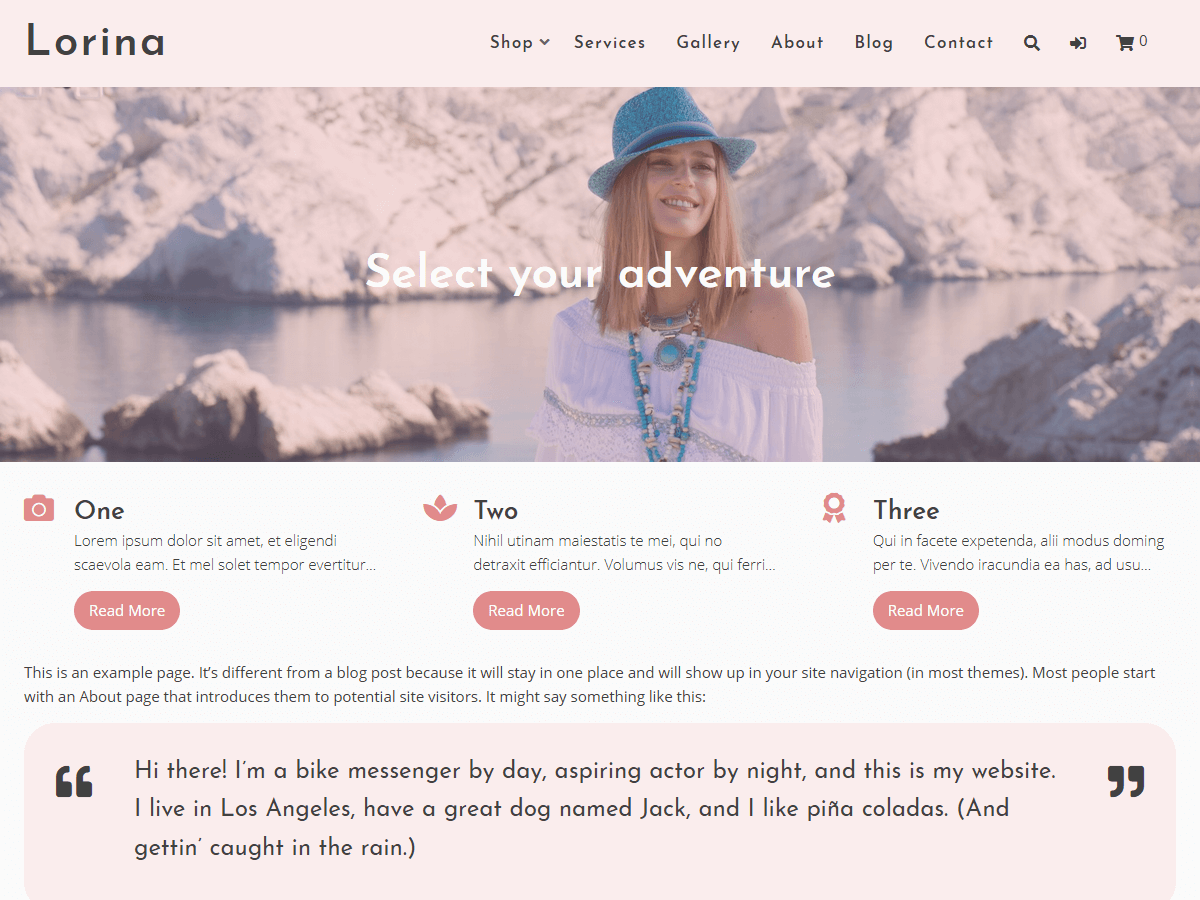 Lorina
Shop Services Gallery About Blog Contact 0
Select your adventure
One
Lorem ipsum dolor sit amet, et eligendi
scaevola eam. Et mel solet tempor evertitur...
Read More
Two
Nihil utinam maiestatis te mei, qui no
detraxit efficiantur. Volumus vis ne, qui ferri...
Read More
Three
Qui in facete expetenda, alii modus doming
per te. Vivendo iracundia ea has, ad usu...
Read More
This is an example page. It’s different from a blog post because it will stay in one place and will show up in your site navigation (in most themes). Most people start
with an About page that introduces them to potential site visitors. It might say something like this:
“
Hi there! I’m a bike messenger by day, aspiring actor by night, and this is my website.
I live in Los Angeles, have a great dog named Jack, and I like piña coladas. (And
gettin’ caught in the rain.)
”